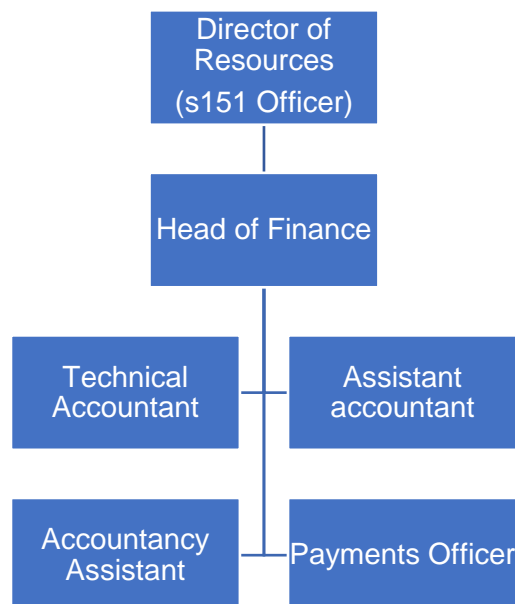 Director of
Resources
(s151 Officer)
Head of Finance
Technical
Accountant
Assistant
accountant
Accountancy
Assistant
Payments Officer